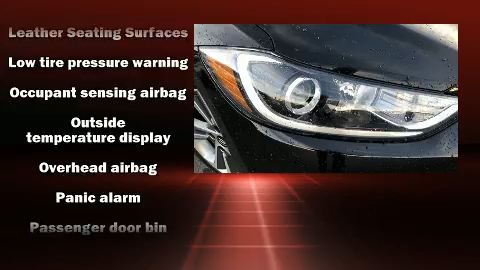 Leather Seating Surfaces
Low tire pressure warning
Occupant sensing airbag
Outside
temperature display
Overhead airbag
Panic alarm
Passenger door bin